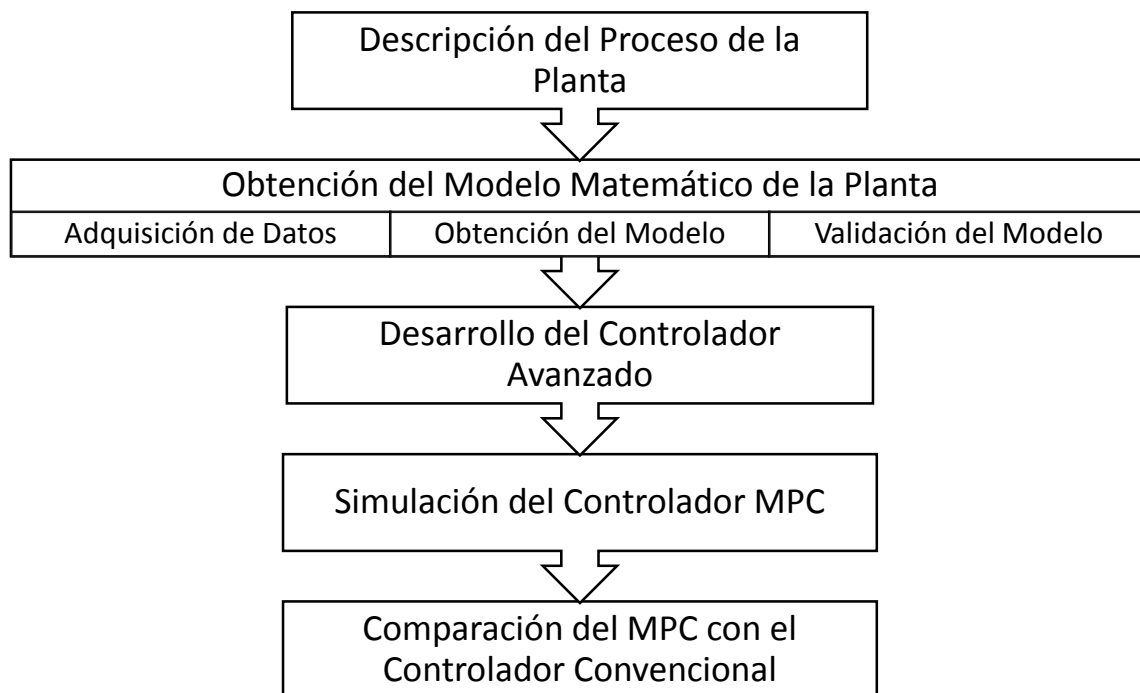 Descripción del Proceso de la
Planta
Obtención del Modelo Matemático de la Planta
Adquisición de Datos
Obtención del Modelo
Validación del Modelo
Desarrollo del Controlador
Avanzado
Simulación del Controlador MPC
Comparación del MPC con el
Controlador Convencional